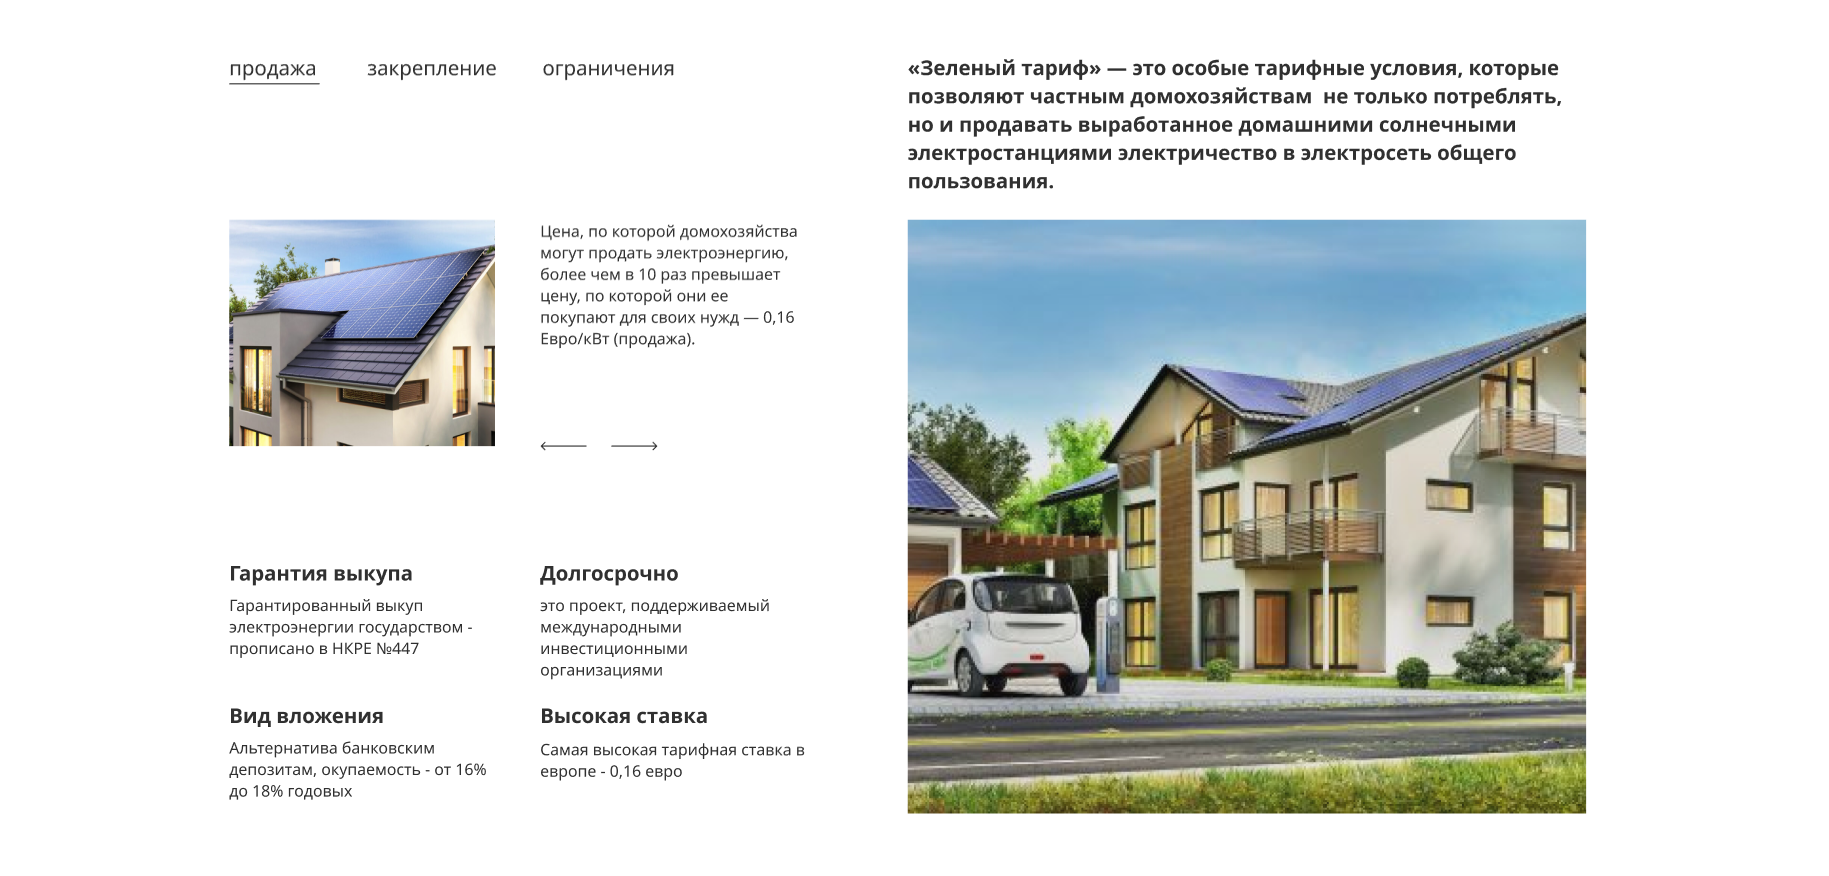 продажа закрепление ограничения
«Зеленый тариф» — это особые тарифные условия, которые
позволяют частным домохозяйствам  не только потреблять,
но и продавать выработанное домашними солнечными
электростанциями электричество в электросеть общего
пользования.
Цена, по которой домохозяйства
могут продать электроэнергию,
более чем в 10 раз превышает
цену, по которой они ее
покупают для своих нужд — 0,16
Евро/кВт (продажа).
Гарантия выкупа
Гарантированный выкуп
электроэнергии государством -
прописано в НКРЕ №447
Долгосрочно
это проект, поддерживаемый
международными
инвестиционными
организациями
Вид вложения
Альтернатива банковским
депозитам, окупаемость - от 16%
до 18% годовых
Высокая ставка
Самая высокая тарифная ставка в
европе - 0,16 евро